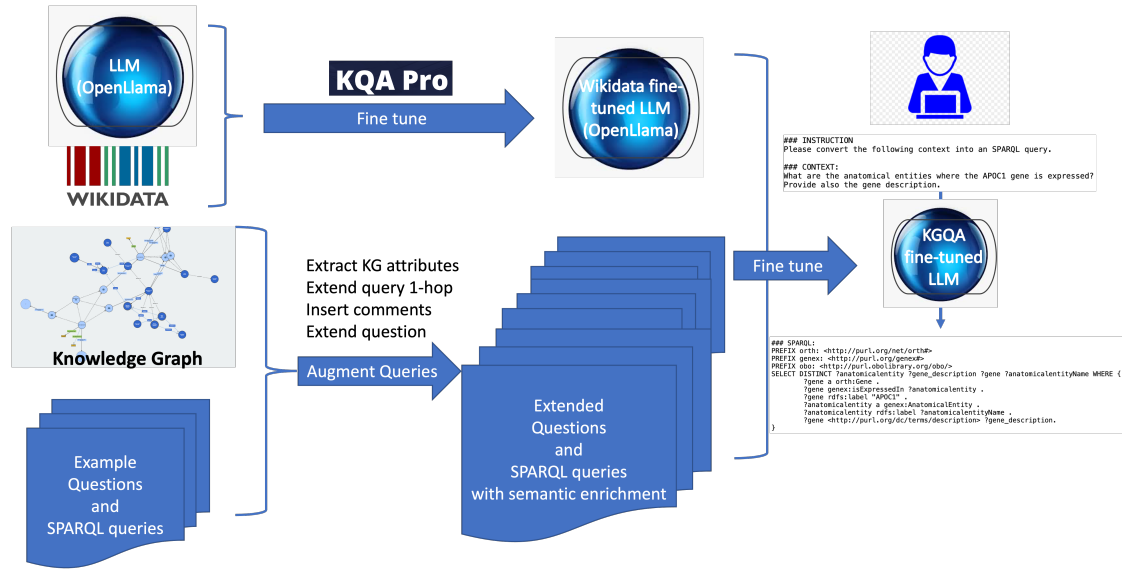 LLM
(OpenLlama)
WIKIDATA
KQA Pro
Fine tune
Wikidata fine-
tuned LLM
(OpenLlama)
Knowledge Graph
Example
Questions
and
SPARQL queries
Extract KG attributes
Extend query 1-hop
Insert comments
Extend question
Augment Queries
Extended
Questions
and
SPARQL queries
with semantic enrichment
Fine tune
### INSTRUCTION
Please convert the following context into an SPARQL query.
### CONTEXT:
What are the anatomical entities where the APOC1 gene is expressed?
Provide also the gene description.
KGQA
fine-tuned
LLM
### SPARQL:
PREFIX orth: <http://purl.org/net/orth#>
PREFIX genex: <http://purl.org/genex#>
PREFIX obo: <http://purl.obolibrary.org/obo/>
SELECT DISTINCT ?anatomicalentity ?gene_description ?gene ?anatomicalentityName WHERE {
?gene a orth:Gene .
?gene genex:isExpressedIn ?anatomicalentity .
?gene rdfs:label "APOC1" .
?anatomicalentity a genex:AnatomicalEntity .
?anatomicalentity rdfs:label ?anatomicalentityName .
?gene <http://purl.org/dc/terms/description> ?gene_description.
}